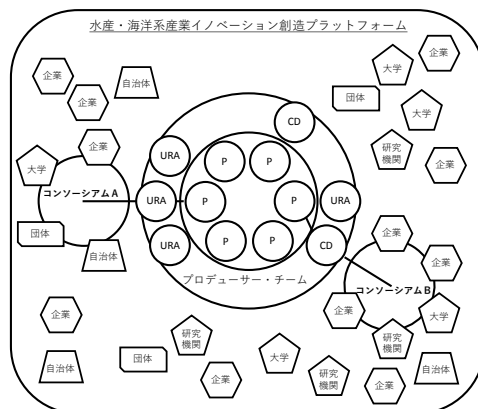 水産・海洋系産業イノベーション創造プラットフォーム
企業
大学
企業
自治体
団体
企業
大学
CD
企業
URA
P
P
研究
機関
企業
大学
コンソーシアムA
URA
P
P
URA
団体
自治体
URA
P
P
CD
企業
企業
プロデューサー・チーム
コンソーシアムB
企業
企業
大学
研究
機関
研究
機関
自治体
団体
大学
企業
研究
機関
企業
自治体